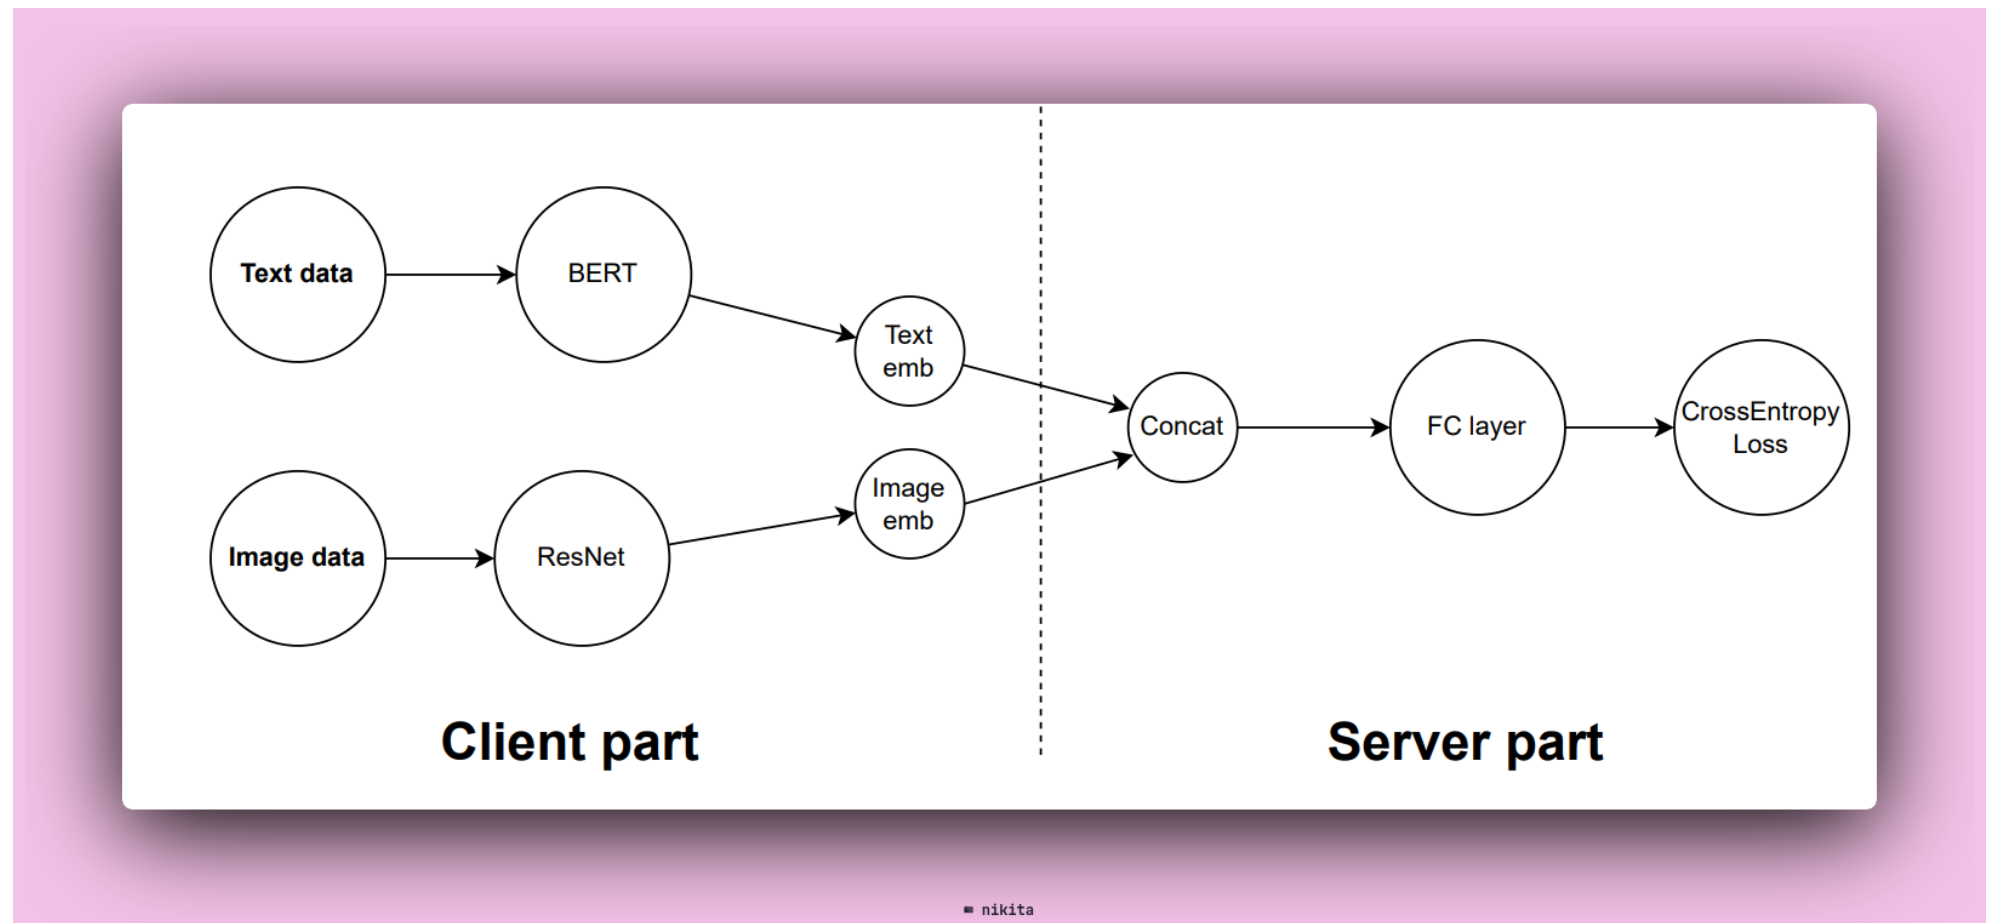 Text data
BERT
Text
emb
Image data
ResNet
Image
emb
Concat
FC layer
CrossEntropy
Loss
Client part
Server part
nikita